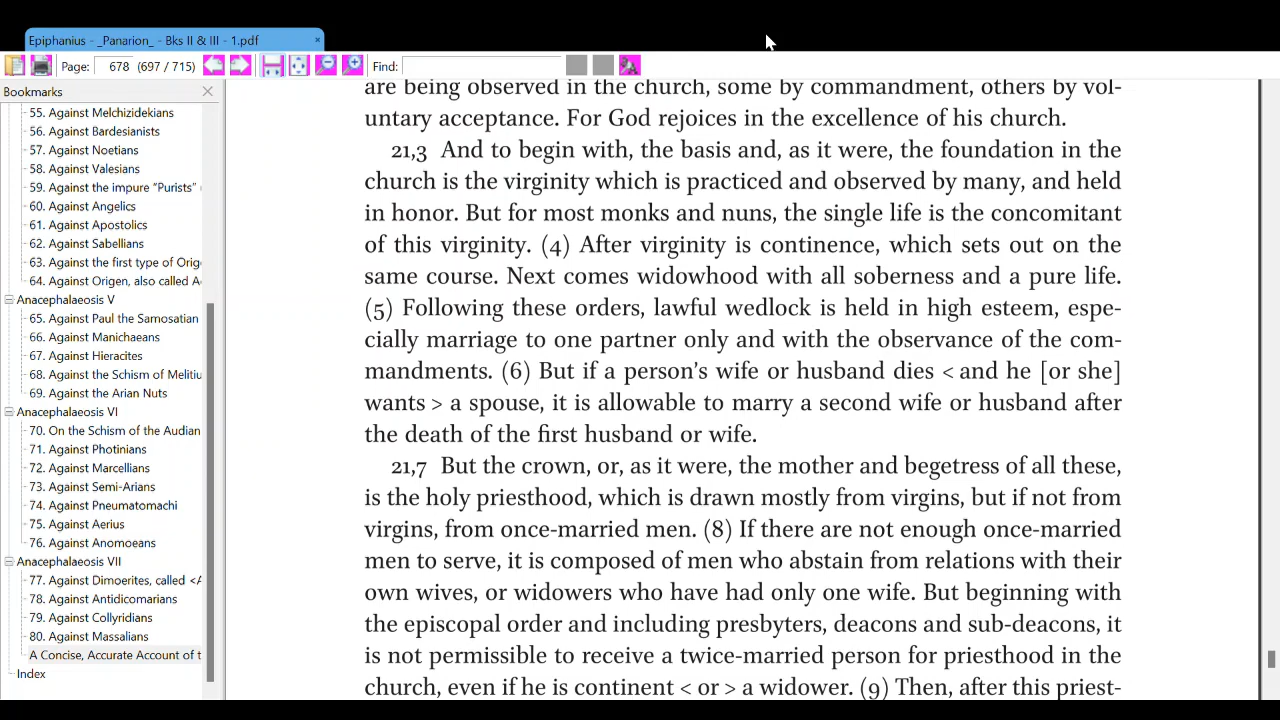 Epiphanius - _Panarion_ - Bks II & III - 1.pdf ×
Page: 678 (697 / 715) Find:
Bookmarks
55. Against Melchizidekians
56. Against Bardesianists
57. Against Noetians
58. Against Valesians
59. Against the impure “Purists”
60. Against Angelics
61. Against Apostolics
62. Against Sabellians
63. Against the first type of Orig
64. Against Origen, also called A
Anacephalaeosis V
65. Against Paul the Samosatian
66. Against Manichaeans
67. Against Hieracites
68. Against the Schism of Melitiu
69. Against the Arian Nuts
Anacephalaeosis VI
70. On the Schism of the Audian
71. Against Photinians
72. Against Marcellians
73. Against Semi-Arians
74. Against Pneumatomachi
75. Against Aerius
76. Against Anomoeans
Anacephalaeosis VII
77. Against Dimoerites, called <A
78. Against Antidicomarians
79. Against Collyridians
80. Against Massalians
A Concise, Accurate Account of t
Index
are being observed in the church, some by commandment, others by vol-
untary acceptance. For God rejoices in the excellence of his church.
21,3 And to begin with, the basis and, as it were, the foundation in the
church is the virginity which is practiced and observed by many, and held
in honor. But for most monks and nuns, the single life is the concomitant
of this virginity. (4) After virginity is continence, which sets out on the
same course. Next comes widowhood with all soberness and a pure life.
(5) Following these orders, lawful wedlock is held in high esteem, espe-
cially marriage to one partner only and with the observance of the com-
mandments. (6) But if a person’s wife or husband dies < and he [or she]
wants > a spouse, it is allowable to marry a second wife or husband after
the death of the first husband or wife.
21,7 But the crown, or, as it were, the mother and begetress of all these,
is the holy priesthood, which is drawn mostly from virgins, but if not from
virgins, from once-married men. (8) If there are not enough once-married
men to serve, it is composed of men who abstain from relations with their
own wives, or widowers who have had only one wife. But beginning with
the episcopal order and including presbyters, deacons and sub-deacons, it
is not permissible to receive a twice-married person for priesthood in the
church, even if he is continent < or > a widower. (9) Then, after this priest-